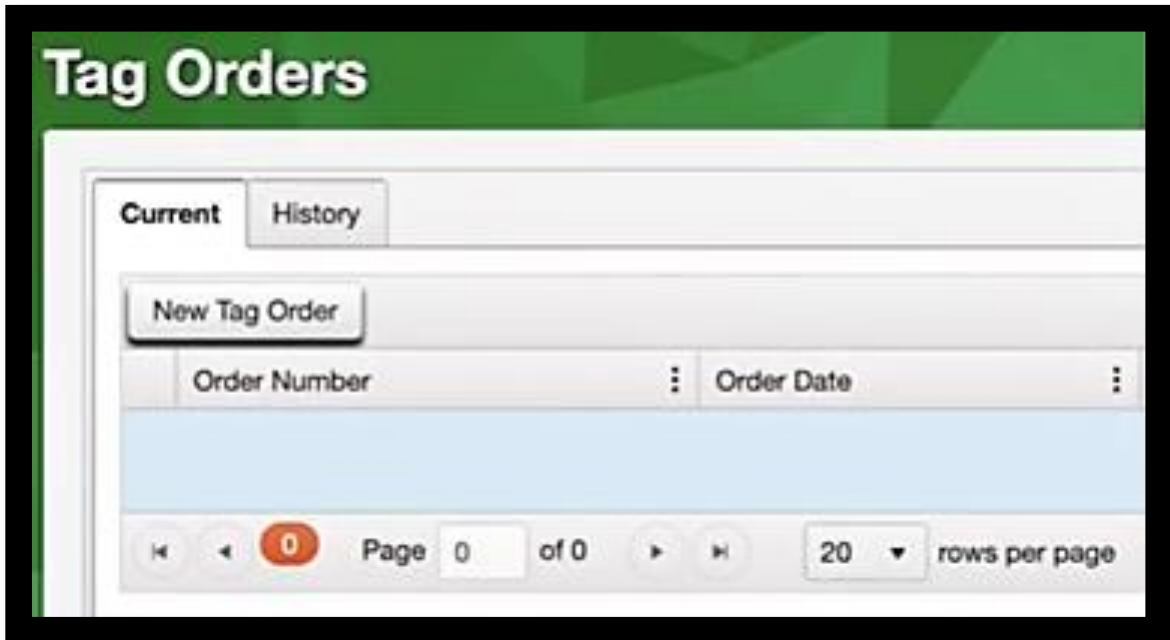 Tag Orders
Current History
New Tag Order
Order Number Order Date
0 Page 0 of 0 20 rows per page